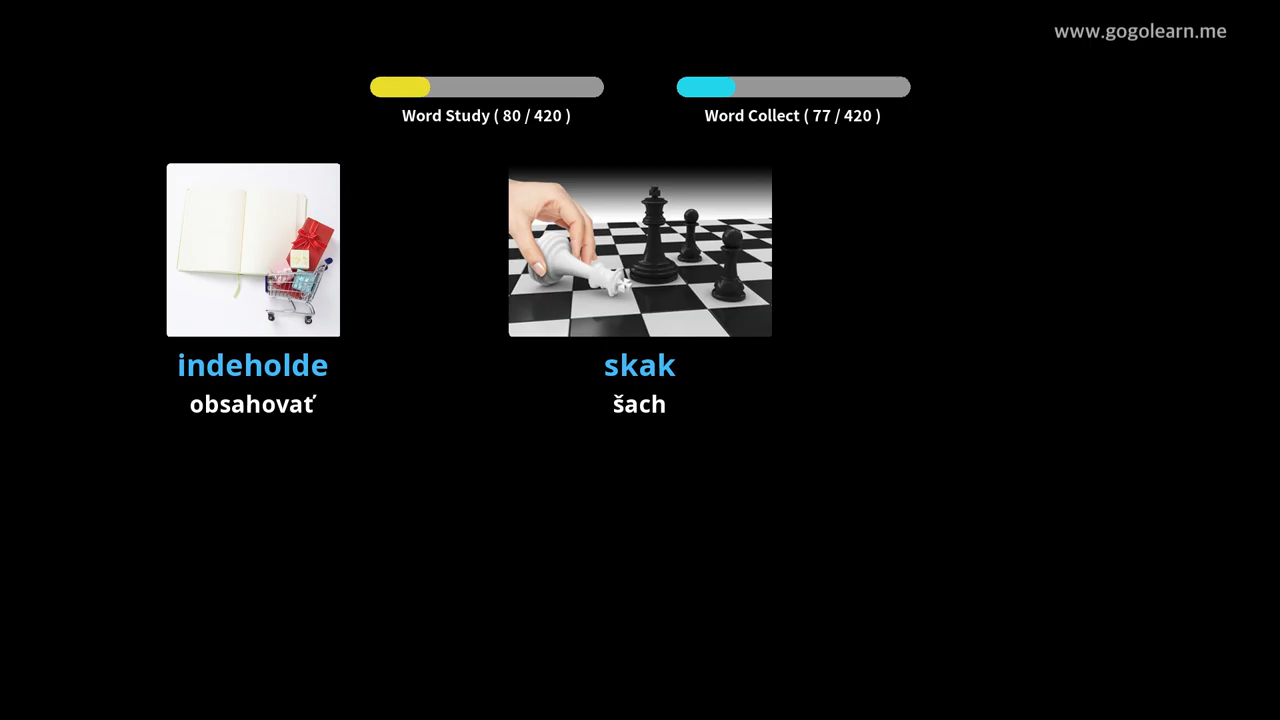 www.gogolearn.me
Word Study ( 80 / 420 )
Word Collect ( 77 / 420 )
indeholde
obsahovať
skak
šach